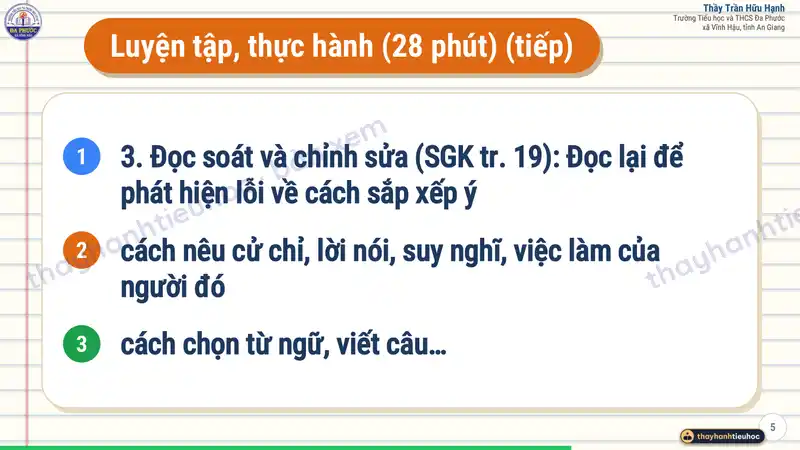 Thầy Trần Hữu Hạnh
Trường Tiểu học và THCS Đa Phước
xã Vĩnh Hậu, tỉnh An Giang
ĐA PHƯỚC
Luyện tập, thực hành (28 phút) (tiếp)
1
3. Đọc soát và chỉnh sửa (SGK tr. 19): Đọc lại để
phát hiện lỗi về cách sắp xếp ý
2
cách nêu cử chỉ, lời nói, suy nghĩ, việc làm của
người đó
3
cách chọn từ ngữ, viết câu...
5
thayhanhtieuhoc